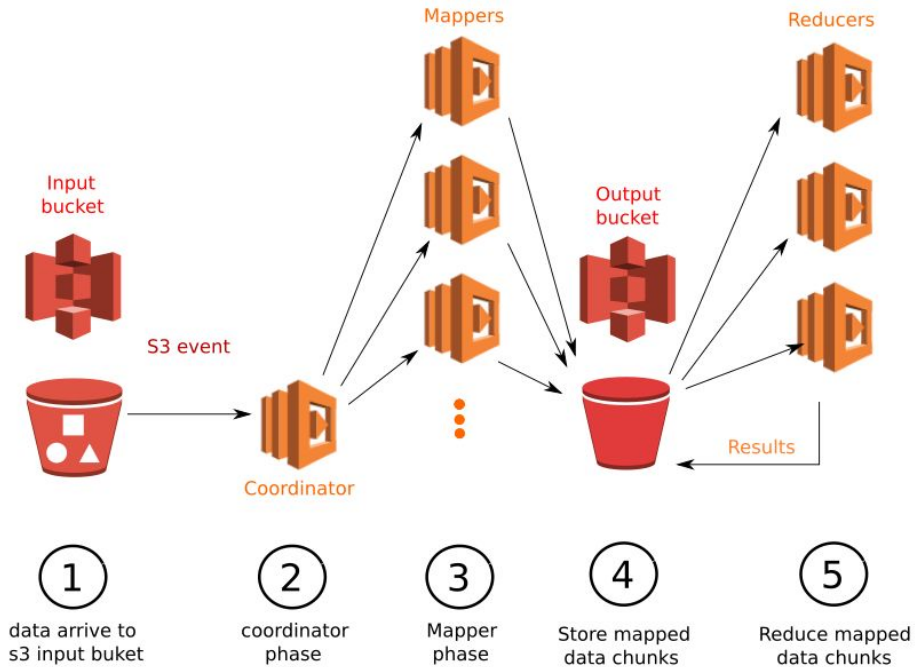 Mappers
Reducers
Input
bucket
Output
bucket
S3 event
Coordinator
Results
1
2
3
4
5
data arrive to
s3 input buket
coordinator
phase
Mapper
phase
Store mapped
data chunks
Reduce mapped
data chunks